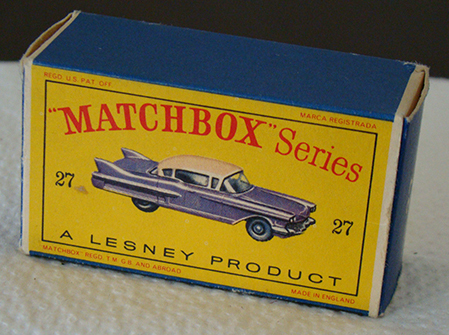 REGD. U.S. PAT. OFF. MARCA REGISTRADA
"MATCHBOX" Series
27
27
A LESNEY PRODUCT
"MATCHBOX" REGD. T.M. G.B. AND ABROAD MADE IN ENGLAND